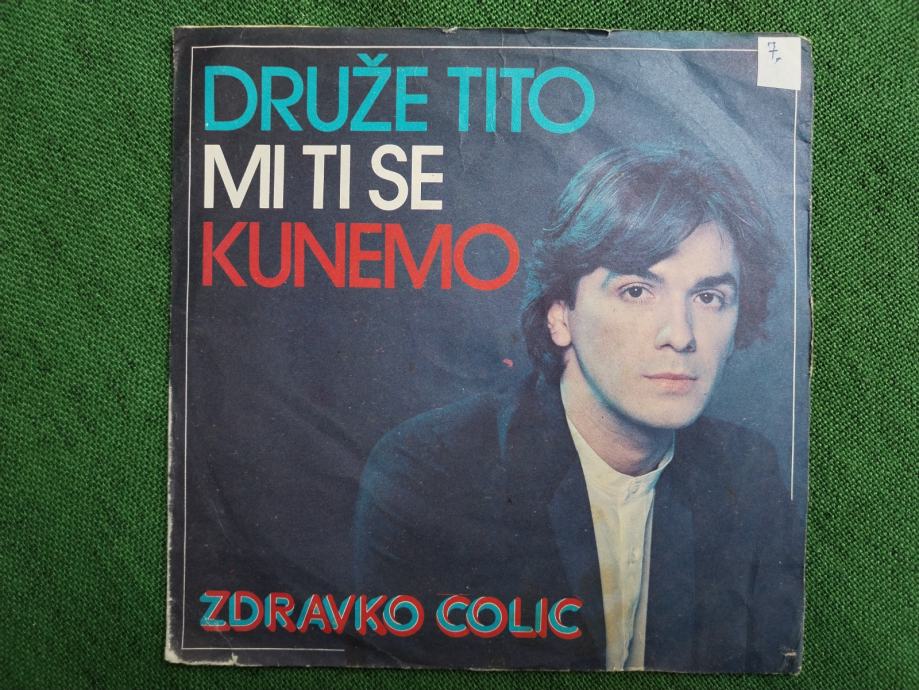 DRUŽE TITO
MI TI SE
KUNEMO
7,
ZDRAVKO COLIC